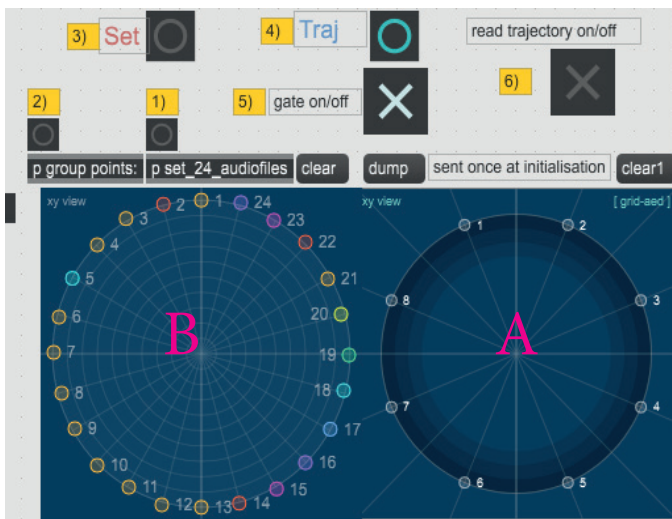 3) Set
4) Traj
read trajectory on/off
2)
1)
5) gate on/off
6)
p group points:
p set_24_audiofiles
clear
dump
sent once at initialisation
clear1
xy view
1
2
3
4
5
6
7
8
9
10
11
12
13
14
15
16
17
18
19
20
21
22
23
24
B
xy view
[ grid-aed ]
1
2
3
4
5
6
7
8
A